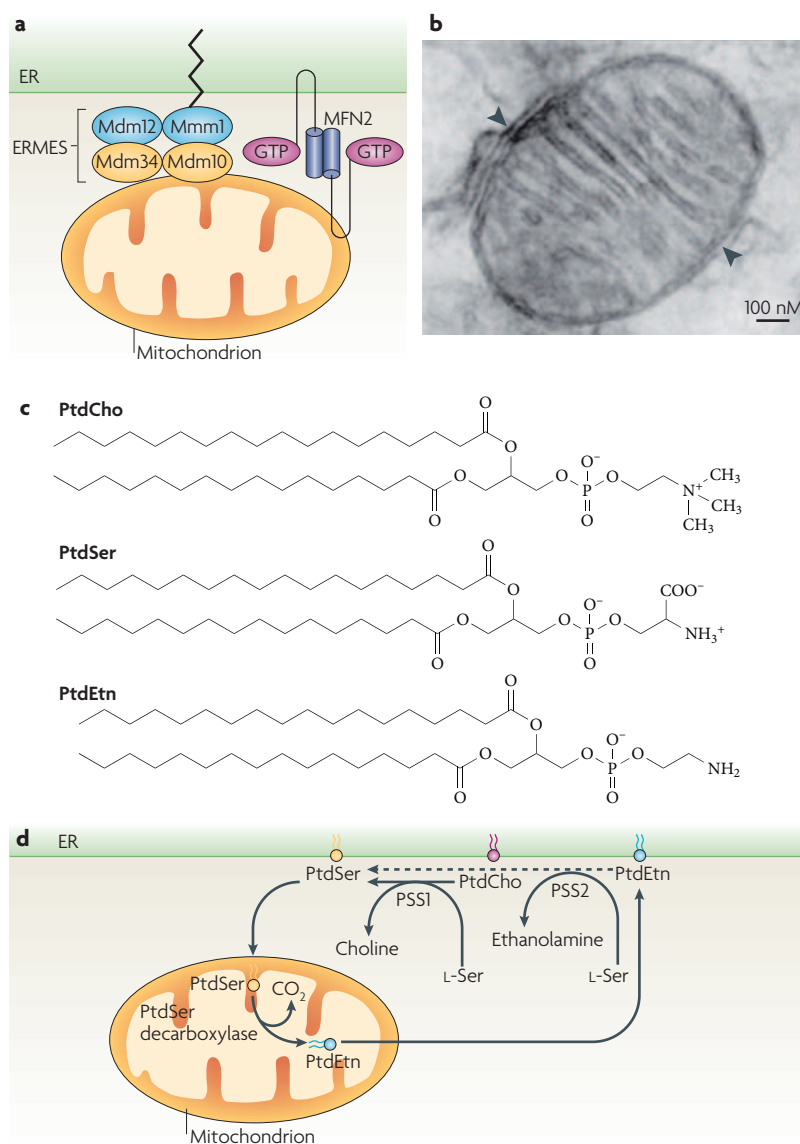 a
ER
ERMES
Mdm12
Mmm1
Mdm34
Mdm10
GTP
MFN2
GTP
Mitochondrion
b
100 nM
c
PtdCho
O
O
O
O
O
O⁻
P
O
O
N⁺
CH₃
CH₃
CH₃
PtdSer
O
O
O
O
O
O⁻
P
O
O
COO⁻
NH₃⁺
PtdEtn
O
O
O
O
O
O⁻
P
O
O
NH₂
d
ER
PtdSer
PtdCho
PtdEtn
PSS1
PSS2
Choline
Ethanolamine
L-Ser
L-Ser
PtdSer
CO₂
PtdSer
decarboxylase
PtdEtn
Mitochondrion